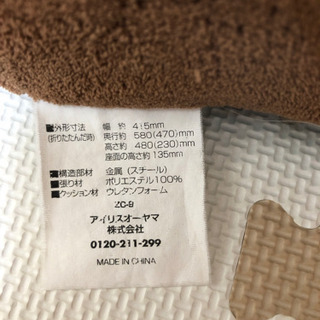 ■外形寸法 幅 約 415mm
(折りたたんだ時) 奥行約 580(470)mm
高さ約 480(230)mm
座面の高さ約 135mm
■構造部材 金属 (スチール)
■張り材 ポリエステル100%
■クッション材 ウレタンフォーム
ZC-9
アイリスオーヤマ
株式会社
0120-211-299
MADE IN CHINA